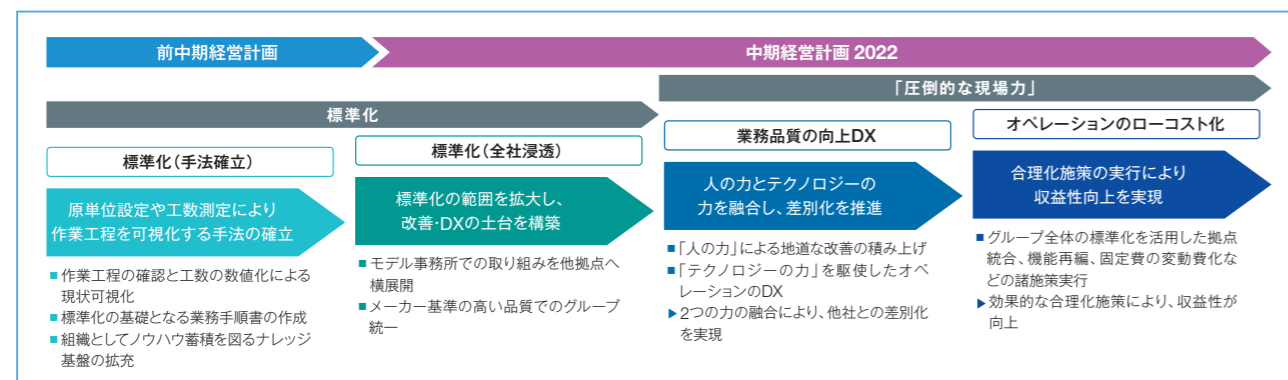 前中期経営計画
中期経営計画 2022
「圧倒的な現場力」
標準化
標準化(手法確立)
原単位設定や工数測定により
作業工程を可視化する手法の確立
■ 作業工程の確認と工数の数値化による
現状可視化
■ 標準化の基礎となる業務手順書の作成
■ 組織としてノウハウ蓄積を図るナレッジ
基盤の拡充
標準化(全社浸透)
標準化の範囲を拡大し、
改善・DXの土台を構築
■ モデル事務所での取り組みを他拠点へ
横展開
■ メーカー基準の高い品質でのグループ
統一
業務品質の向上DX
人の力とテクノロジーの
力を融合し、差別化を推進
■「人の力」による地道な改善の積み上げ
■「テクノロジーの力」を駆使したオペ
レーションのDX
▶ 2つの力の融合により、他社との差別化
を実現
オペレーションのローコスト化
合理化施策の実行により
収益性向上を実現
■ グループ全体の標準化を活用した拠点
統合、機能再編、固定費の変動費化な
どの諸施策実行
▶ 効果的な合理化施策により、収益性が
向上